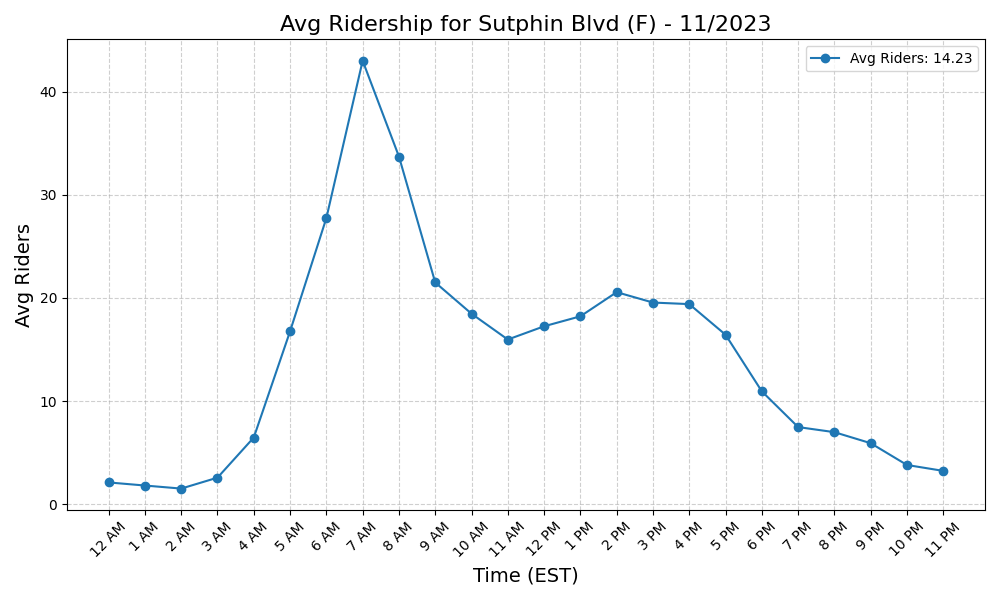 Avg Ridership for Sutphin Blvd (F) - 11/2023
Avg Riders: 14.23
Avg Riders
40
30
20
10
0
12 AM
1 AM
2 AM
3 AM
4 AM
5 AM
6 AM
7 AM
8 AM
9 AM
10 AM
11 AM
12 PM
1 PM
2 PM
3 PM
4 PM
5 PM
6 PM
7 PM
8 PM
9 PM
10 PM
11 PM
Time (EST)